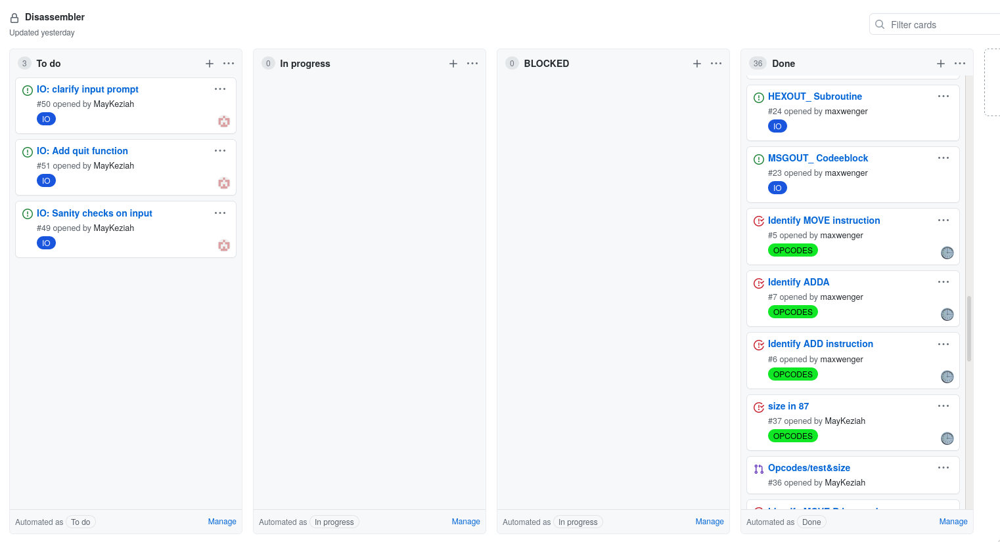 Disassembler
Updated yesterday
Filter cards
3 To do
IO: clarify input prompt
#50 opened by MayKeziah
IO
IO: Add quit function
#51 opened by MayKeziah
IO
IO: Sanity checks on input
#49 opened by MayKeziah
IO
Automated as To do Manage
0 In progress
Automated as In progress Manage
0 BLOCKED
Automated as In progress Manage
36 Done
HEXOUT_ Subroutine
#24 opened by maxwenger
IO
MSGOUT_ Codeeblock
#23 opened by maxwenger
IO
Identify MOVE instruction
#5 opened by maxwenger
OPCODES
Identify ADDA
#7 opened by maxwenger
OPCODES
Identify ADD instruction
#6 opened by maxwenger
OPCODES
size in 87
#37 opened by MayKeziah
OPCODES
Opcodes/test&size
#36 opened by MayKeziah
Automated as Done Manage